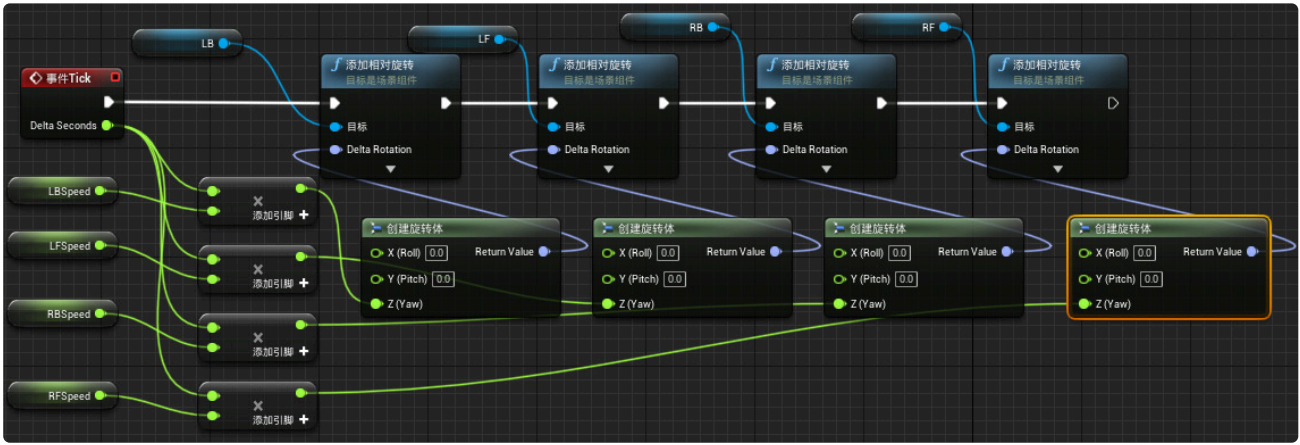 LB
LF
RB
RF
事件Tick
Delta Seconds
添加相对旋转
目标是场景组件
目标
Delta Rotation
添加相对旋转
目标是场景组件
目标
Delta Rotation
添加相对旋转
目标是场景组件
目标
Delta Rotation
添加相对旋转
目标是场景组件
目标
Delta Rotation
LBSpeed
LFSpeed
RBSpeed
RFSpeed
×
添加引脚 +
×
添加引脚 +
×
添加引脚 +
×
添加引脚 +
创建旋转体
X (Roll) 0.0 Return Value
Y (Pitch) 0.0
Z (Yaw)
创建旋转体
X (Roll) 0.0 Return Value
Y (Pitch) 0.0
Z (Yaw)
创建旋转体
X (Roll) 0.0 Return Value
Y (Pitch) 0.0
Z (Yaw)
创建旋转体
X (Roll) 0.0 Return Value
Y (Pitch) 0.0
Z (Yaw)